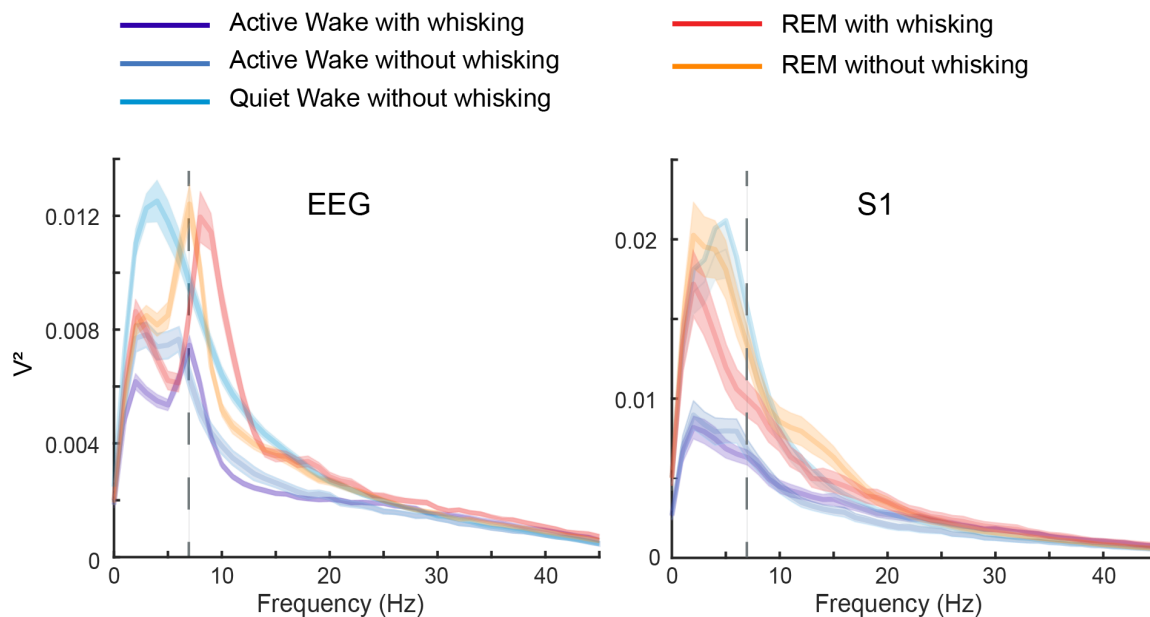 Active Wake with whisking
Active Wake without whisking
Quiet Wake without whisking
REM with whisking
REM without whisking
EEG
V²
0.012
0.008
0.004
0
0 10 20 30 40
Frequency (Hz)
S1
0.02
0.01
0
0 10 20 30 40
Frequency (Hz)